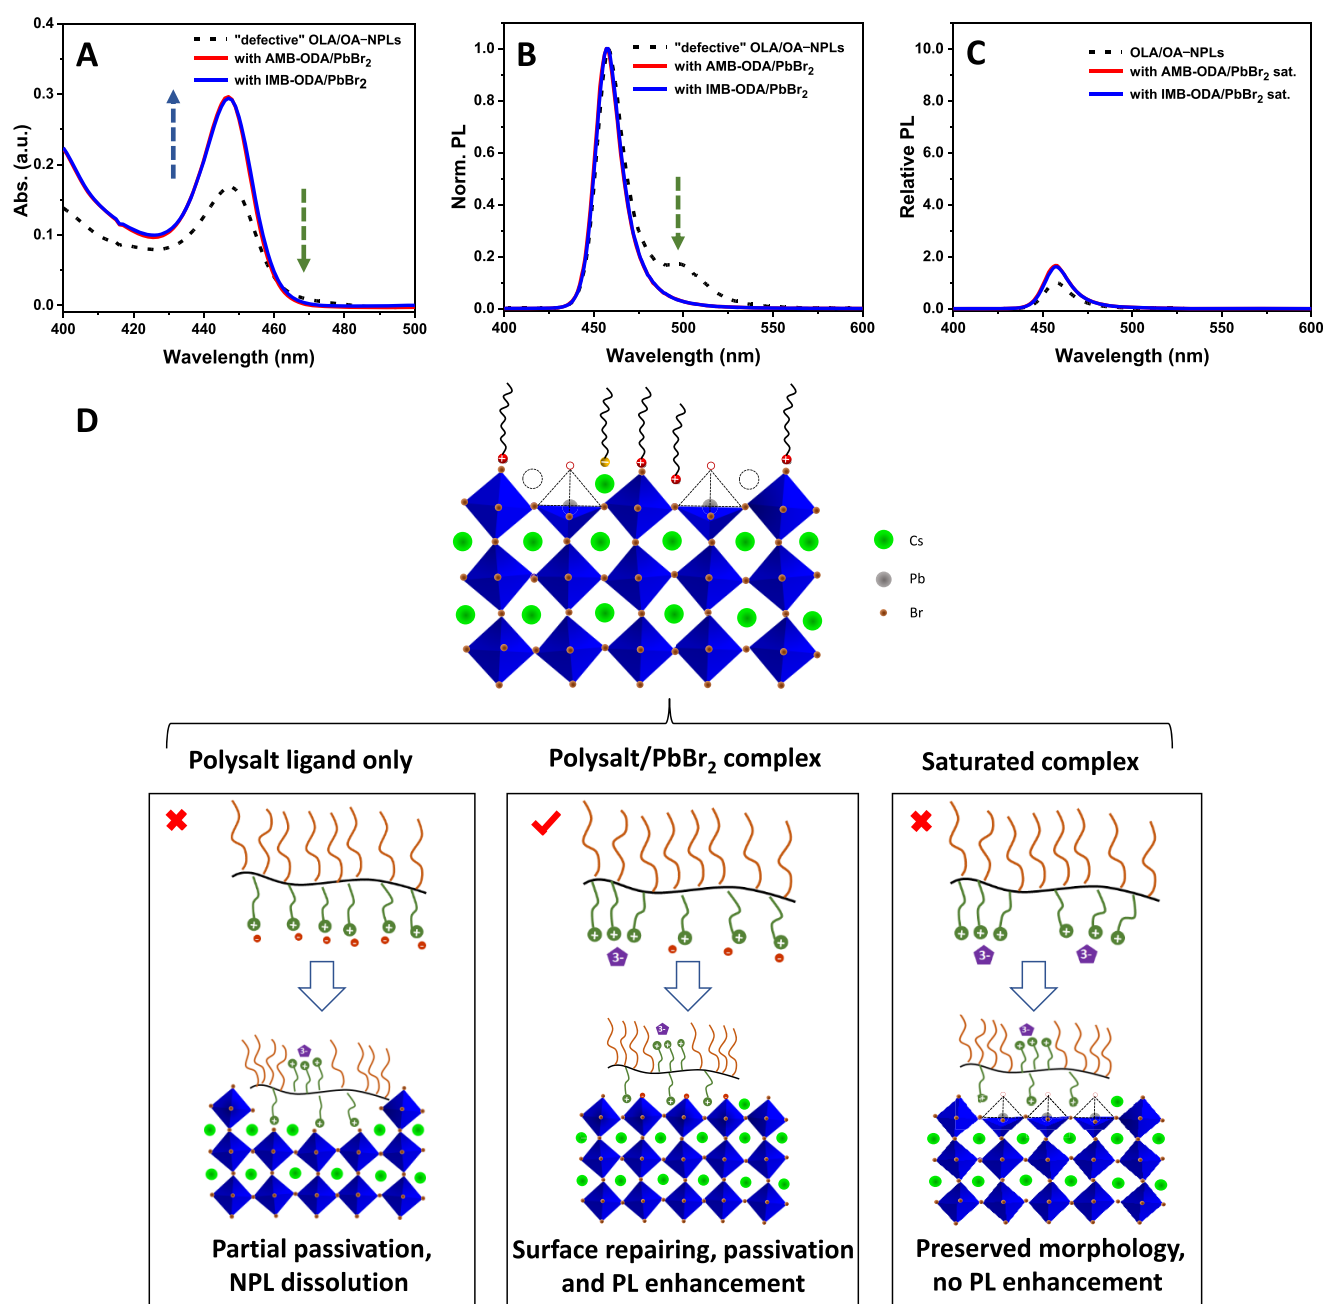 A
"defective" OLA/OA–NPLs
with AMB-ODA/PbBr₂
with IMB-ODA/PbBr₂
Abs. (a.u.)
0.4
0.3
0.2
0.1
0.0
400 420 440 460 480 500
Wavelength (nm)
B
"defective" OLA/OA–NPLs
with AMB-ODA/PbBr₂
with IMB-ODA/PbBr₂
Norm. PL
1.0
0.8
0.6
0.4
0.2
0.0
400 450 500 550 600
Wavelength (nm)
C
OLA/OA–NPLs
with AMB-ODA/PbBr₂ sat.
with IMB-ODA/PbBr₂ sat.
Relative PL
10.0
8.0
6.0
4.0
2.0
0.0
400 450 500 550 600
Wavelength (nm)
D
Cs
Pb
Br
Polysalt ligand only
Polysalt/PbBr₂ complex
Saturated complex
3-
3-
3-
3-
3-
3-
Partial passivation,
NPL dissolution
Surface repairing, passivation
and PL enhancement
Preserved morphology,
no PL enhancement